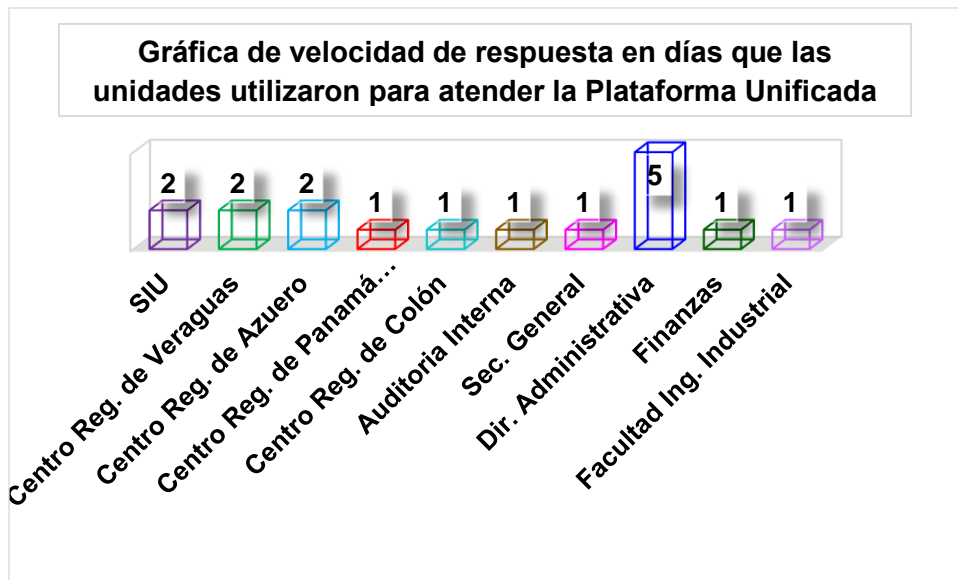 Gráfica de velocidad de respuesta en días que las
unidades utilizaron para atender la Plataforma Unificada
2
2
2
1
1
1
1
5
1
1
SIU
Centro Reg. de Veraguas
Centro Reg. de Azuero
Centro Reg. de Panamá...
Centro Reg. de Colón
Auditoria Interna
Sec. General
Dir. Administrativa
Finanzas
Facultad Ing. Industrial